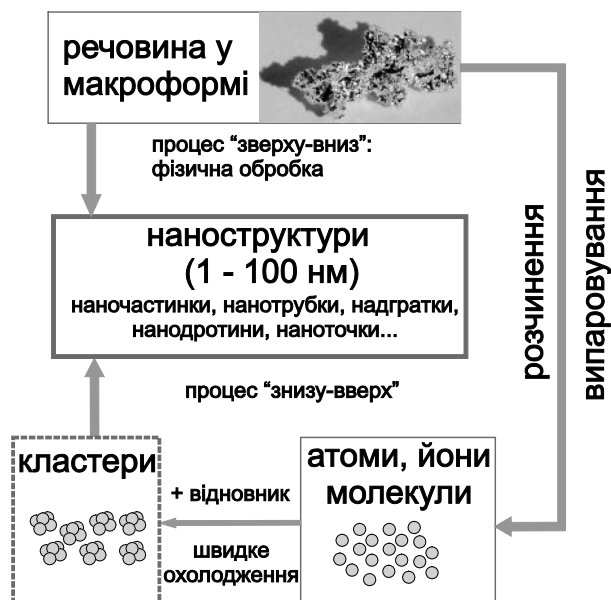 речовина у
макроформі
процес “зверху-вниз”:
фізична обробка
наноструктури
(1 - 100 нм)
наночастинки, нанотрубки, надгратки,
нанодротини, наноточки...
розчинення
випаровування
процес “знизу-вверх”
кластери
+ відновник
швидке
охолодження
атоми, йони
молекули